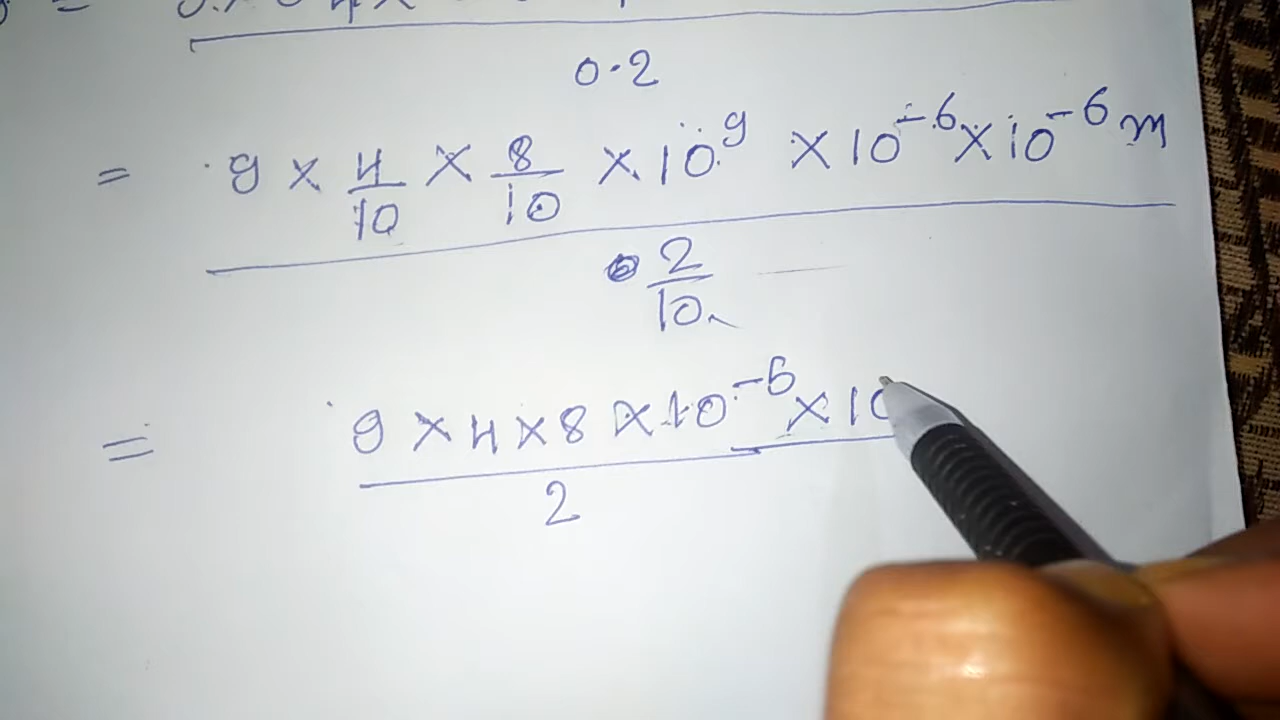 =
0.2
= 9 × 4/10 × 8/10 × 10^9 × 10^-6 × 10^-6 m
2/10
= 9 × 4 × 8 × 10^-6 × 10
2